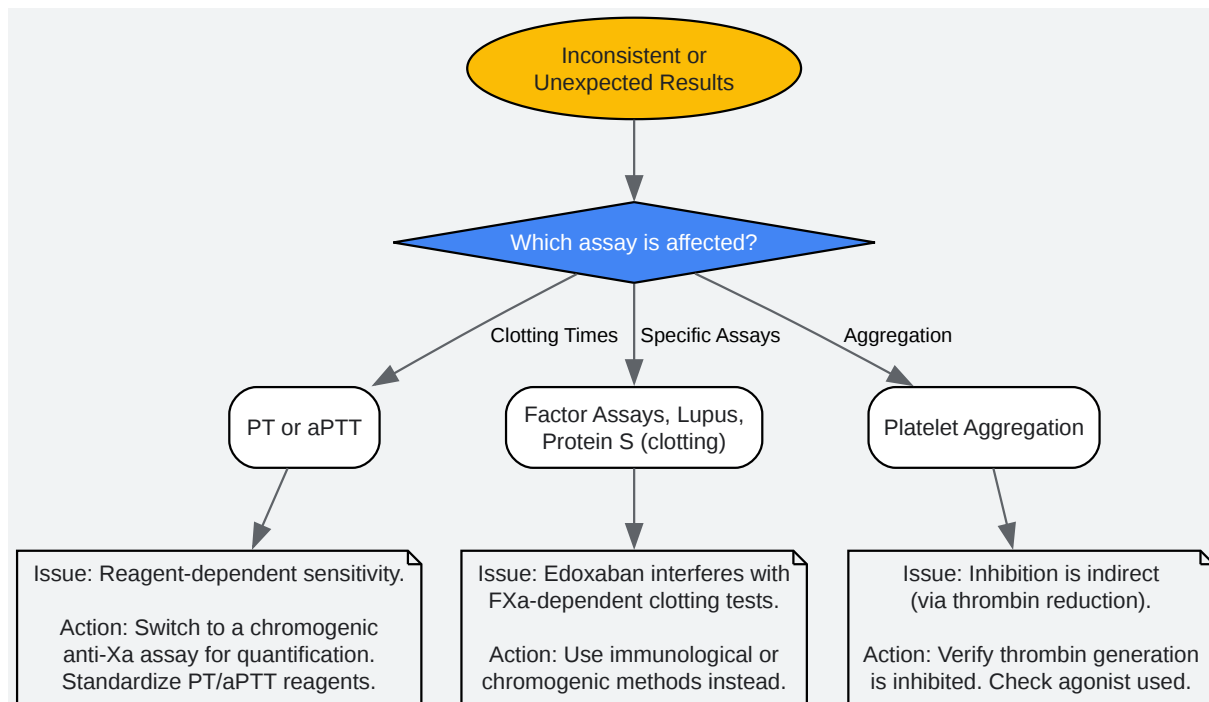 Inconsistent or
Unexpected Results
Which assay is affected?
Clotting Times
Specific Assays
Aggregation
PT or aPTT
Factor Assays, Lupus,
Protein S (clotting)
Platelet Aggregation
Issue: Reagent-dependent sensitivity.
Action: Switch to a chromogenic
anti-Xa assay for quantification.
Standardize PT/aPTT reagents.
Issue: Edoxaban interferes with
FXa-dependent clotting tests.
Action: Use immunological or
chromogenic methods instead.
Issue: Inhibition is indirect
(via thrombin reduction).
Action: Verify thrombin generation
is inhibited. Check agonist used.